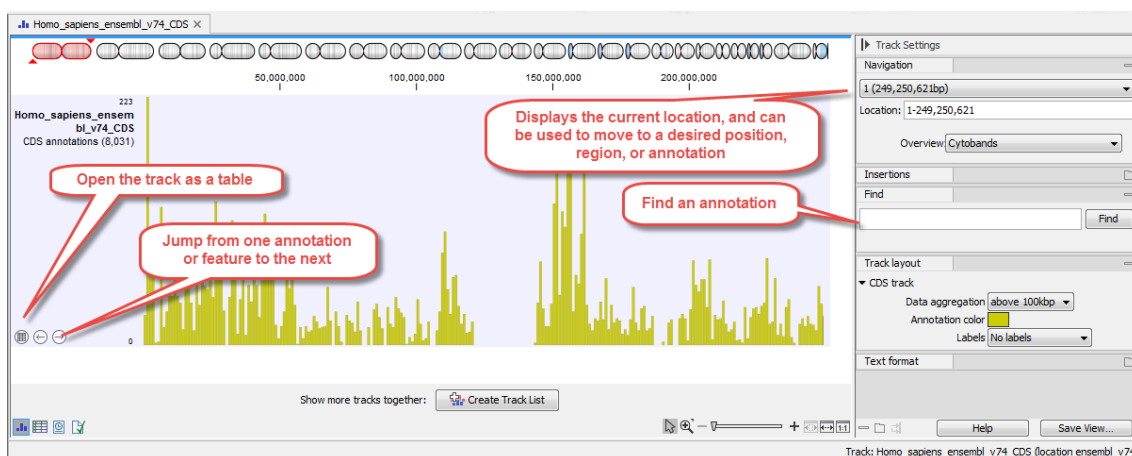 Homo_sapiens_ensembl_v74_CDS
50,000,000 100,000,000 150,000,000 200,000,000
223
Homo_sapiens_ensem
bl_v74_CDS
CDS annotations (8,031)
Open the track as a table
Jump from one annotation
or feature to the next
0
Displays the current location, and can
be used to move to a desired position,
region, or annotation
Find an annotation
Show more tracks together: Create Track List
1:1
Track Settings
Navigation
1 (249,250,621bp)
Location: 1-249,250,621
Overview Cytobands
Insertions
Find
Find
Track layout
CDS track
Data aggregation above 100kbp
Annotation color
Labels No labels
Text format
Help Save View...
Track: Homo_sapiens_ensembl_v74_CDS (location ensembl_v74